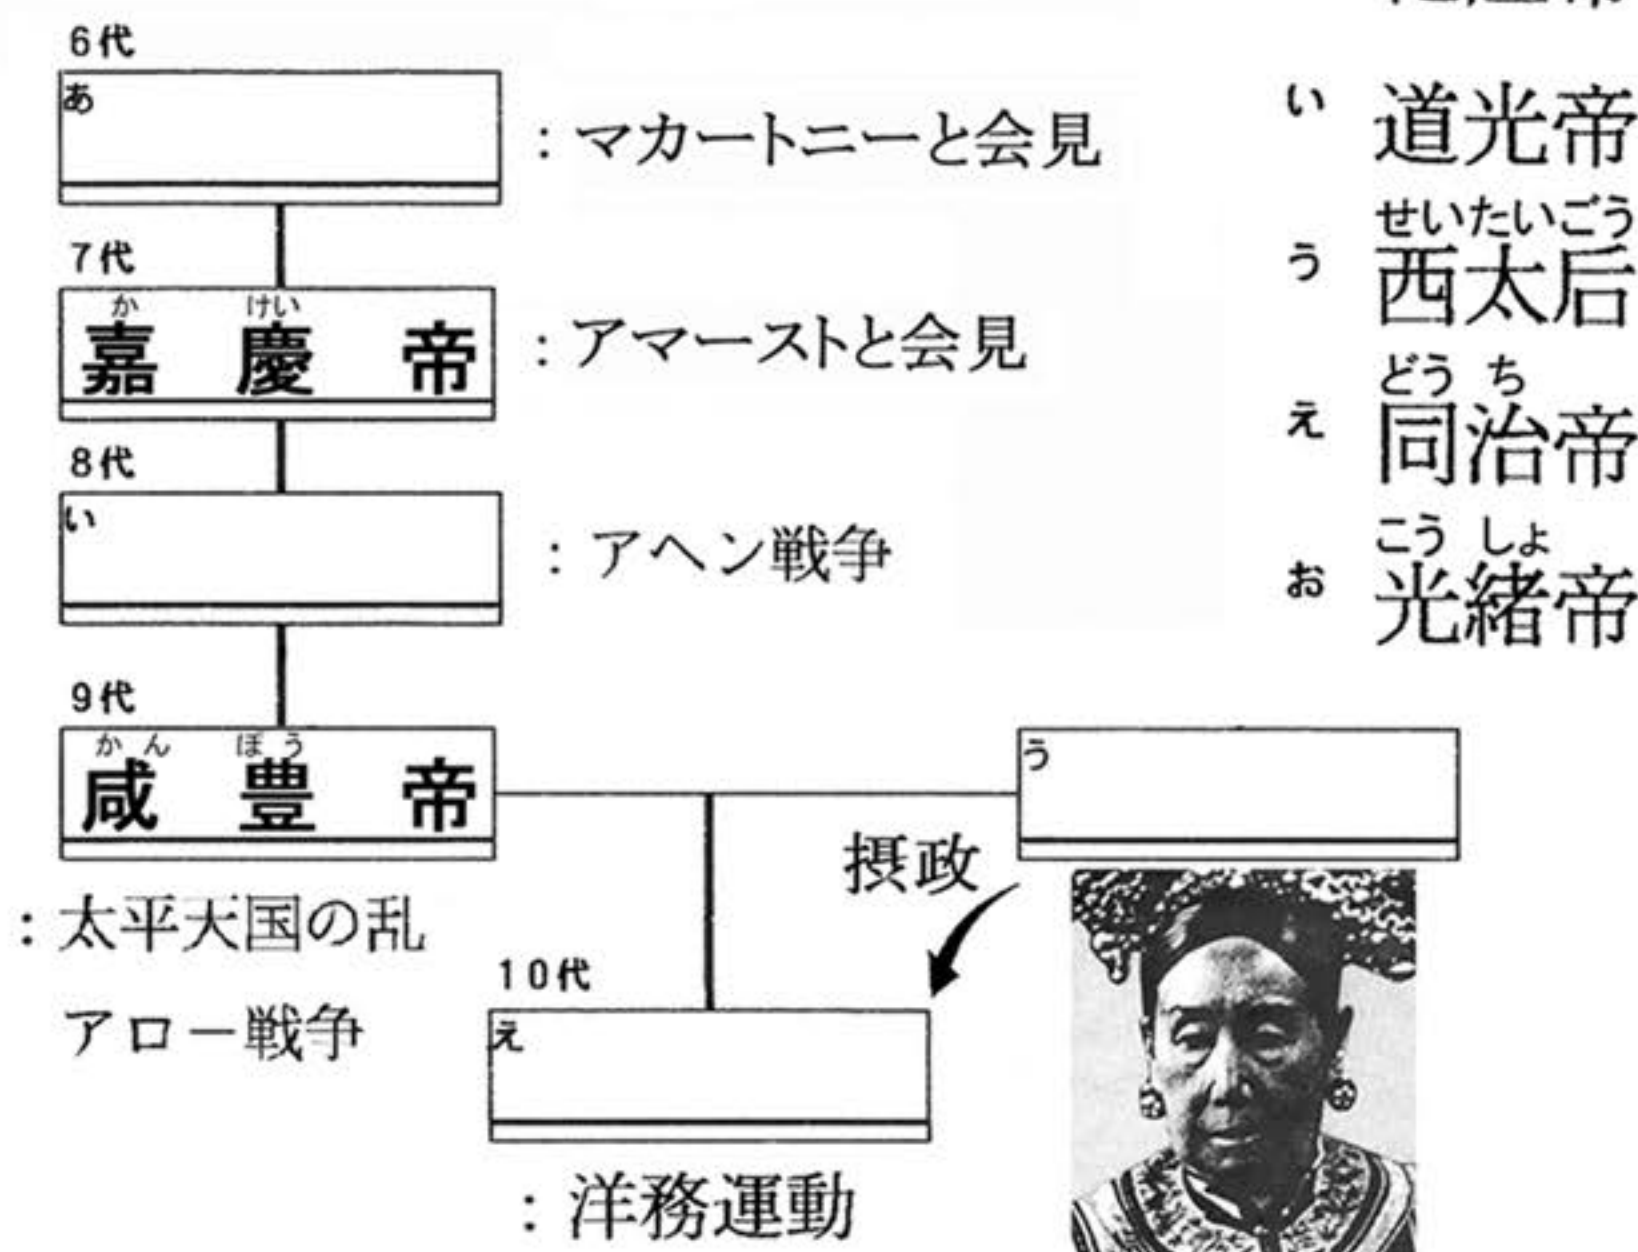 6代
あ
：マカートニーと会見
7代
か けい
嘉慶帝
：アマーストと会見
8代
い
：アヘン戦争
9代
かん ぽう
咸豊帝
：太平天国の乱
アロー戦争
う
摂政
10代
え
：洋務運動
い 道光帝
せいたいごう
う 西太后
どう ち
え 同治帝
こう しょ
お 光緒帝